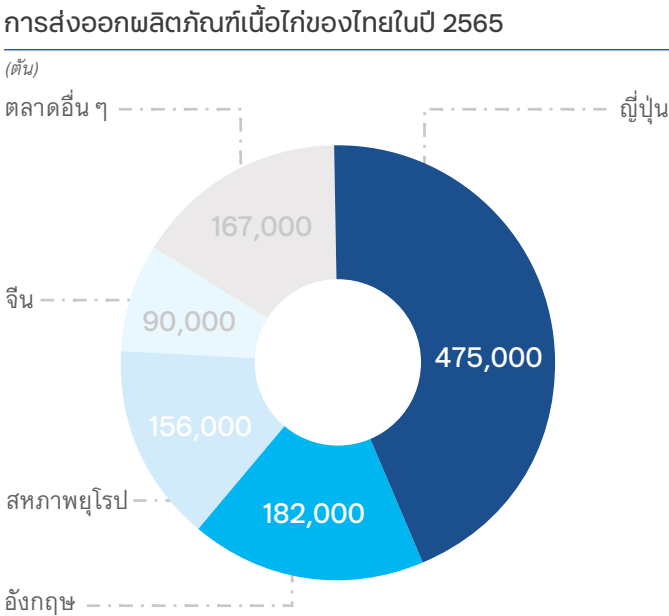 การส่งออกผลิตภัณฑ์เนื้อไก่ของไทยในปี 2565
(ตัน)
ตลาดอื่น ๆ
ญี่ปุ่น
167,000
จีน
90,000
475,000
156,000
สหภาพยุโรป
182,000
อังกฤษ